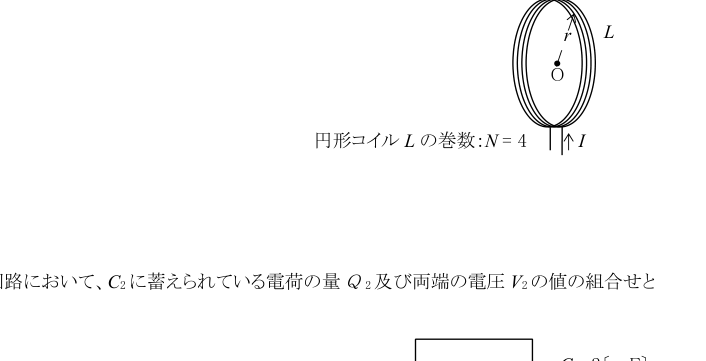 r
L
O
円形コイル L の巻数:N = 4
I
路において、C₂に蓄えられている電荷の量 Q₂及び両端の電圧 V₂の値の組合せと